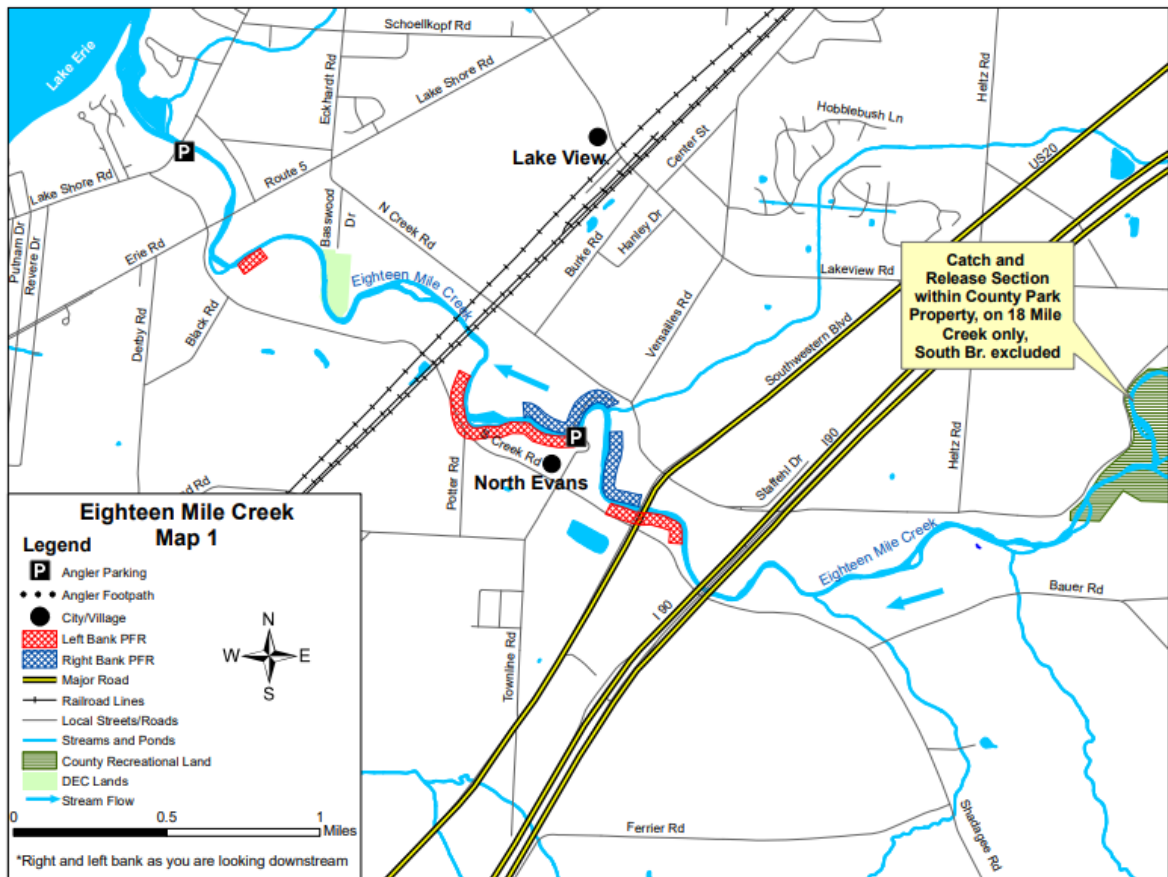 Schoellkopf Rd
Lake Erie
Eckhardt Rd
Lake Shore Rd
Heltz Rd
Hobblebush Ln
US20
P
Lake View
Center St
Lake Shore Rd
Route 5
Basswood
Dr
N Creek Rd
Hanley Dr
Burke Rd
Putnam Dr
Revere Dr
Erie Rd
Eighteen Mile Creek
Lakeview Rd
Catch and
Release Section
within County Park
Property, on 18 Mile
Creek only,
South Br. excluded
Derby Rd
Black Rd
Versailles Rd
Southwestern Blvd
P
Creek Rd
North Evans
Potter Rd
I90
Staffehl Dr
Heltz Rd
Rd
Eighteen Mile Creek
Bauer Rd
I 90
Townline Rd
Ferrier Rd
Shadagee Rd
Eighteen Mile Creek
Map 1
Legend
P Angler Parking
Angler Footpath
City/Village
Left Bank PFR
Right Bank PFR
Major Road
Railroad Lines
Local Streets/Roads
Streams and Ponds
County Recreational Land
DEC Lands
Stream Flow
N
W E
S
0 0.5 1
Miles
*Right and left bank as you are looking downstream